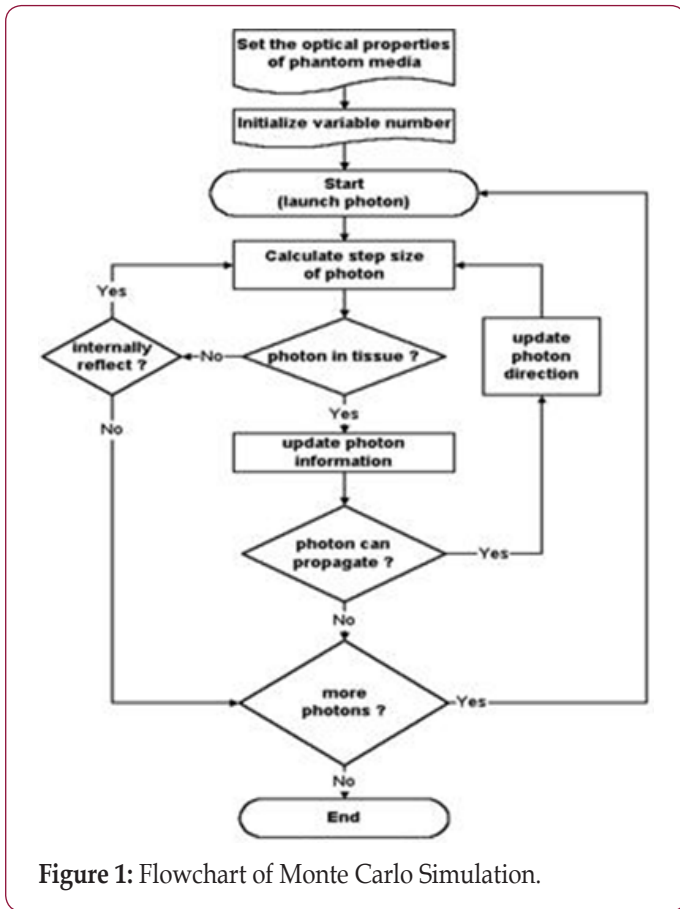 Set the optical properties
of phantom media
Initialize variable number
Start
(launch photon)
Calculate step size
of photon
Yes
internally
reflect ?
No
photon in tissue ?
update
photon
direction
No
Yes
update photon
information
photon can
propagate ?
Yes
No
more
photons ?
Yes
No
End
Figure 1: Flowchart of Monte Carlo Simulation.